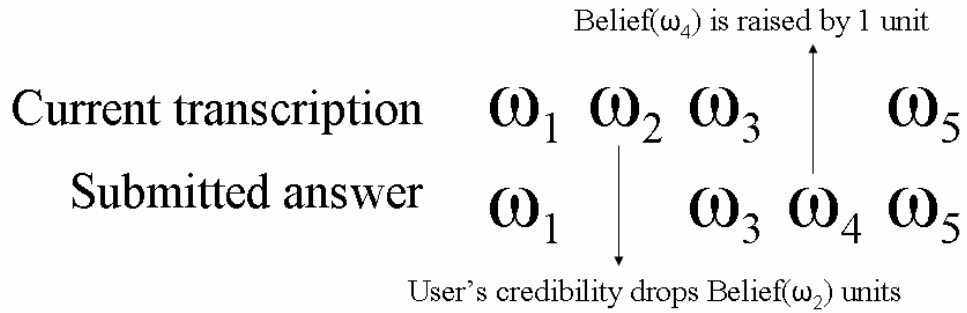 Belief(ω₄) is raised by 1 unit
Current transcription ω₁ ω₂ ω₃ ω₅
Submitted answer ω₁ ω₃ ω₄ ω₅
User’s credibility drops Belief(ω₂) units